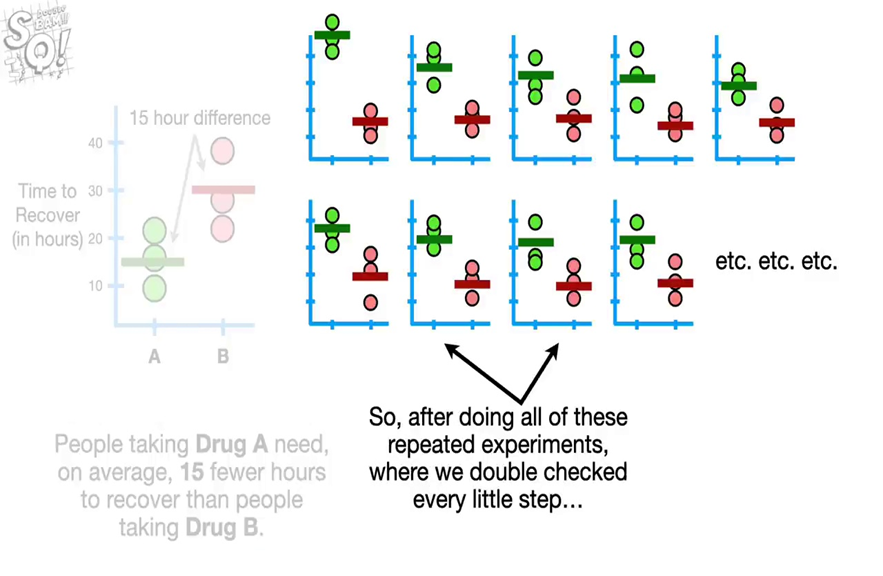 DOUBLE
BAM!!
SQ!
15 hour difference
40
30
20
10
Time to
Recover
(in hours)
A
B
People taking Drug A need,
on average, 15 fewer hours
to recover than people
taking Drug B.
etc. etc. etc.
So, after doing all of these
repeated experiments,
where we double checked
every little step…